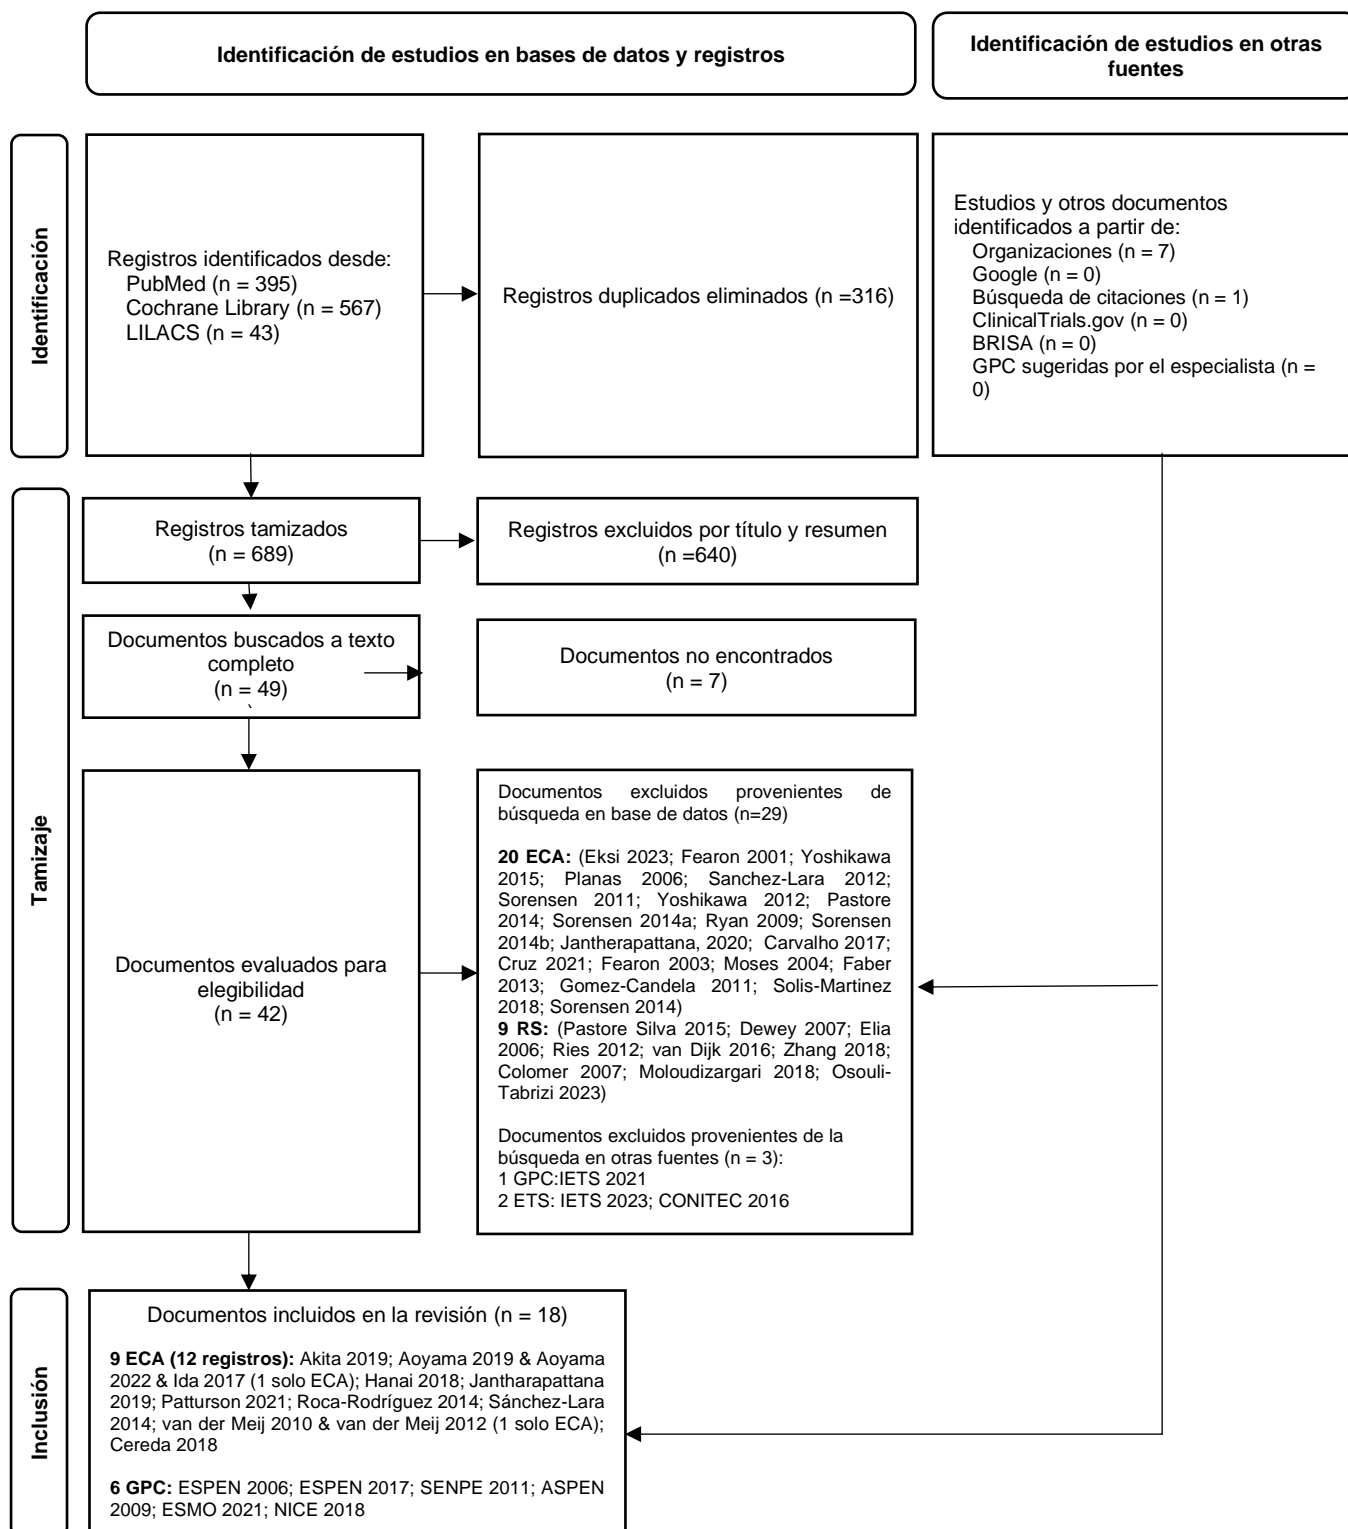 Identificación de estudios en bases de datos y registros
Identificación de estudios en otras
fuentes
Identificación
Registros identificados desde:
PubMed (n = 395)
Cochrane Library (n = 567)
LILACS (n = 43)
Registros duplicados eliminados (n =316)
Estudios y otros documentos
identificados a partir de:
Organizaciones (n = 7)
Google (n = 0)
Búsqueda de citaciones (n = 1)
ClinicalTrials.gov (n = 0)
BRISA (n = 0)
GPC sugeridas por el especialista (n =
0)
Tamizaje
Registros tamizados
(n = 689)
Registros excluidos por título y resumen
(n =640)
Documentos buscados a texto
completo
(n = 49)
Documentos no encontrados
(n = 7)
Documentos evaluados para
elegibilidad
(n = 42)
Documentos excluidos provenientes de
búsqueda en base de datos (n=29)
20 ECA: (Eksi 2023; Fearon 2001; Yoshikawa
2015; Planas 2006; Sanchez-Lara 2012;
Sorensen 2011; Yoshikawa 2012; Pastore
2014; Sorensen 2014a; Ryan 2009; Sorensen
2014b; Jantherapattana, 2020; Carvalho 2017;
Cruz 2021; Fearon 2003; Moses 2004; Faber
2013; Gomez-Candela 2011; Solis-Martinez
2018; Sorensen 2014)
9 RS: (Pastore Silva 2015; Dewey 2007; Elia
2006; Ries 2012; van Dijk 2016; Zhang 2018;
Colomer 2007; Moloudizargari 2018; Osouli-
Tabrizi 2023)
Documentos excluidos provenientes de la
búsqueda en otras fuentes (n = 3):
1 GPC:IETS 2021
2 ETS: IETS 2023; CONITEC 2016
Inclusión
Documentos incluidos en la revisión (n = 18)
9 ECA (12 registros): Akita 2019; Aoyama 2019 & Aoyama
2022 & Ida 2017 (1 solo ECA); Hanai 2018; Jantharapattana
2019; Patturson 2021; Roca-Rodríguez 2014; Sánchez-Lara
2014; van der Meij 2010 & van der Meij 2012 (1 solo ECA);
Cereda 2018
6 GPC: ESPEN 2006; ESPEN 2017; SENPE 2011; ASPEN
2009; ESMO 2021; NICE 2018